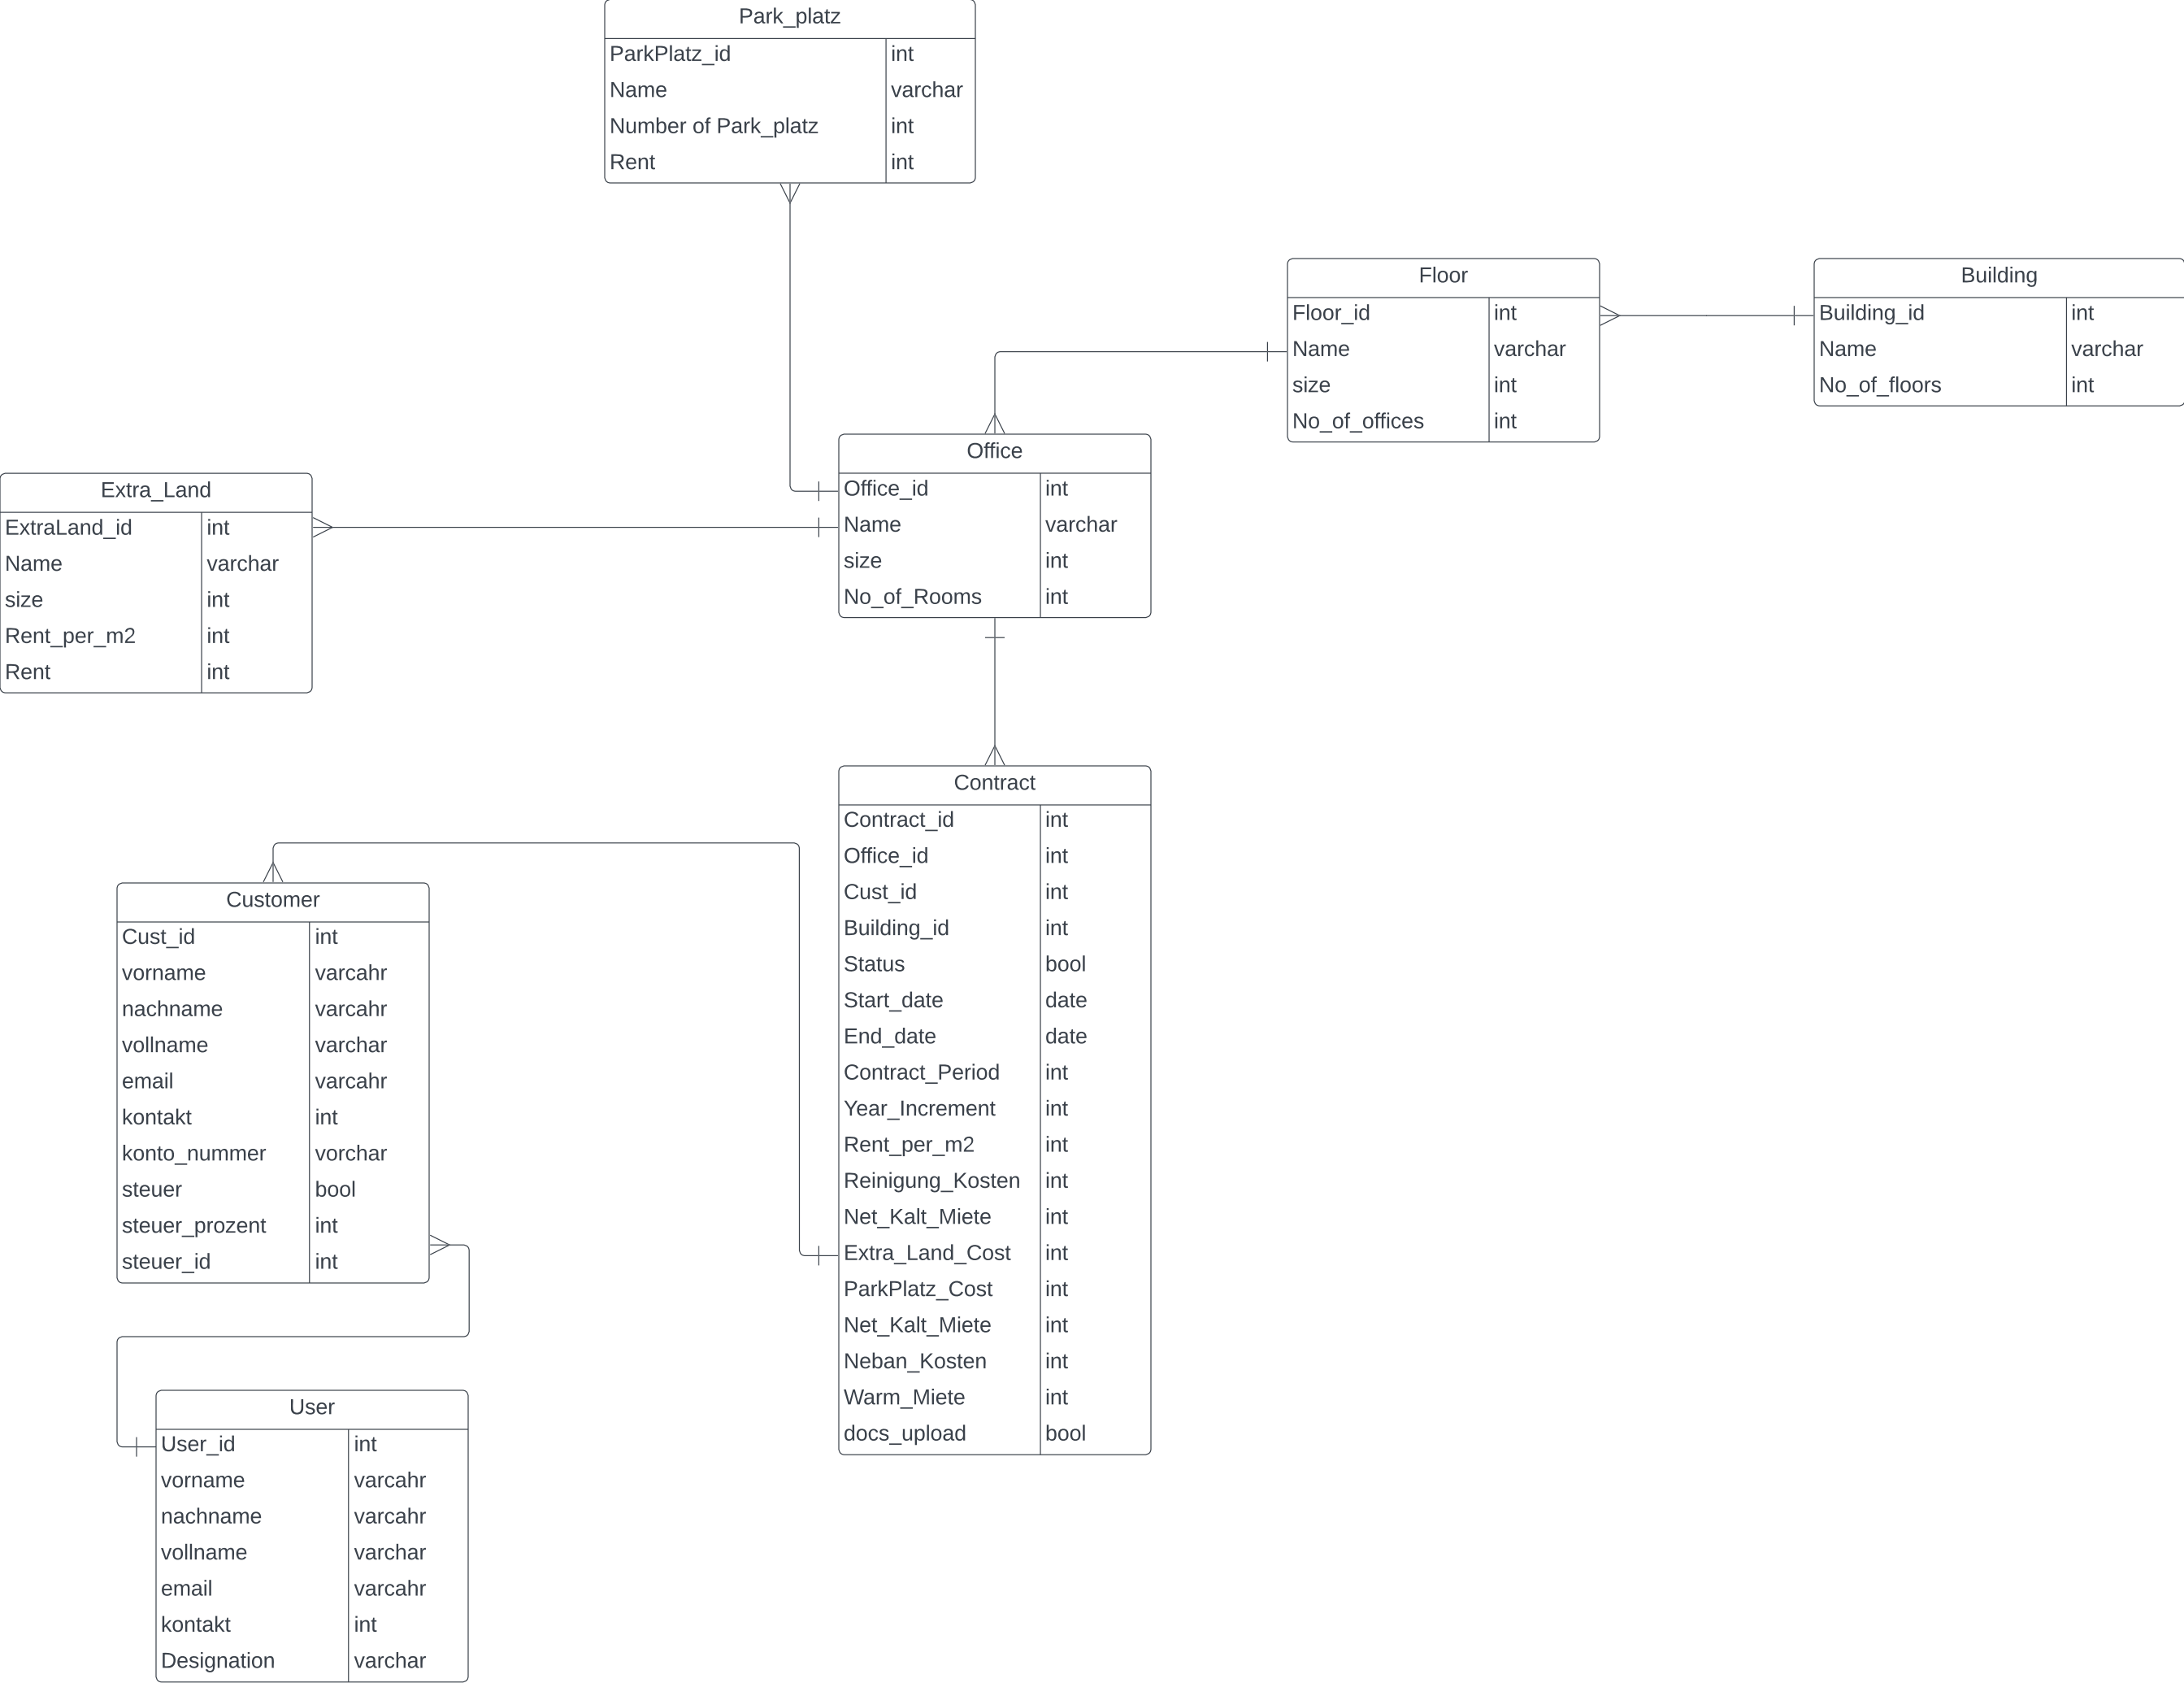 Park_platz
ParkPlatz_id int
Name varchar
Number of Park_platz int
Rent int
Floor
Floor_id int
Name varchar
size int
No_of_offices int
Building
Building_id int
Name varchar
No_of_floors int
Office
Office_id int
Name varchar
size int
No_of_Rooms int
Extra_Land
ExtraLand_id int
Name varchar
size int
Rent_per_m2 int
Rent int
Contract
Contract_id int
Office_id int
Cust_id int
Building_id int
Status bool
Start_date date
End_date date
Contract_Period int
Year_Increment int
Rent_per_m2 int
Reinigung_Kosten int
Net_Kalt_Miete int
Extra_Land_Cost int
ParkPlatz_Cost int
Net_Kalt_Miete int
Neban_Kosten int
Warm_Miete int
docs_upload bool
Customer
Cust_id int
vorname varcahr
nachname varcahr
vollname varchar
email varcahr
kontakt int
konto_nummer vorchar
steuer bool
steuer_prozent int
steuer_id int
User
User_id int
vorname varcahr
nachname varcahr
vollname varchar
email varcahr
kontakt int
Designation varchar